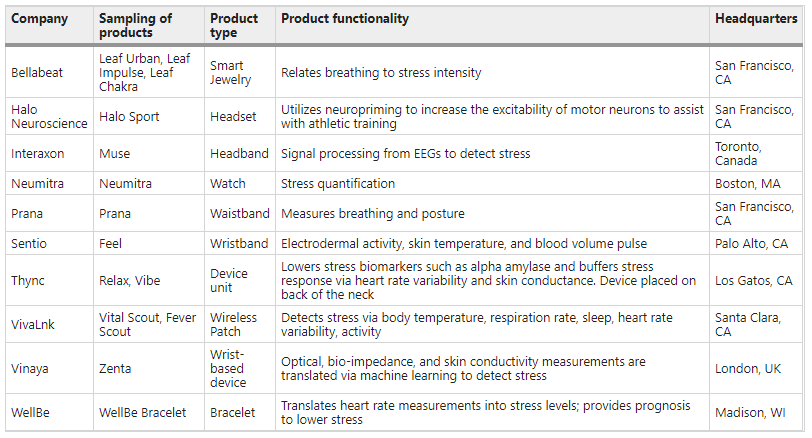 Company Sampling of products Product type Product functionality Headquarters
Bellabeat Leaf Urban, Leaf Impulse, Leaf Chakra Smart Jewelry Relates breathing to stress intensity San Francisco, CA
Halo Neuroscience Halo Sport Headset Utilizes neuropriming to increase the excitability of motor neurons to assist with athletic training San Francisco, CA
Interaxon Muse Headband Signal processing from EEGs to detect stress Toronto, Canada
Neumitra Neumitra Watch Stress quantification Boston, MA
Prana Prana Waistband Measures breathing and posture San Francisco, CA
Sentio Feel Wristband Electrodermal activity, skin temperature, and blood volume pulse Palo Alto, CA
Thync Relax, Vibe Device unit Lowers stress biomarkers such as alpha amylase and buffers stress response via heart rate variability and skin conductance. Device placed on back of the neck Los Gatos, CA
VivaLnk Vital Scout, Fever Scout Wireless Patch Detects stress via body temperature, respiration rate, sleep, heart rate variability, activity Santa Clara, CA
Vinaya Zenta Wrist-based device Optical, bio-impedance, and skin conductivity measurements are translated via machine learning to detect stress London, UK
WellBe WellBe Bracelet Bracelet Translates heart rate measurements into stress levels; provides prognosis to lower stress Madison, WI